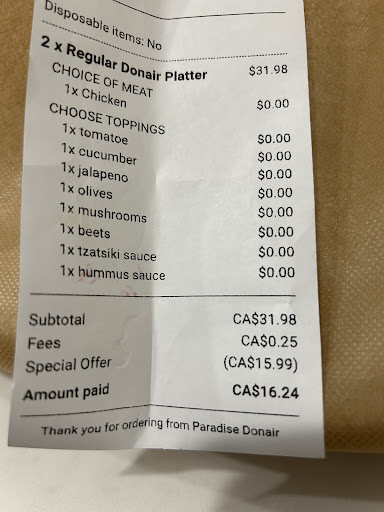 Disposable items: No
2 x Regular Donair Platter $31.98
CHOICE OF MEAT
1x Chicken $0.00
CHOOSE TOPPINGS
1x tomatoe $0.00
1x cucumber $0.00
1x jalapeno $0.00
1x olives $0.00
1x mushrooms $0.00
1x beets $0.00
1x tzatsiki sauce $0.00
1x hummus sauce $0.00
Subtotal CA$31.98
Fees CA$0.25
Special Offer (CA$15.99)
Amount paid CA$16.24
Thank you for ordering from Paradise Donair